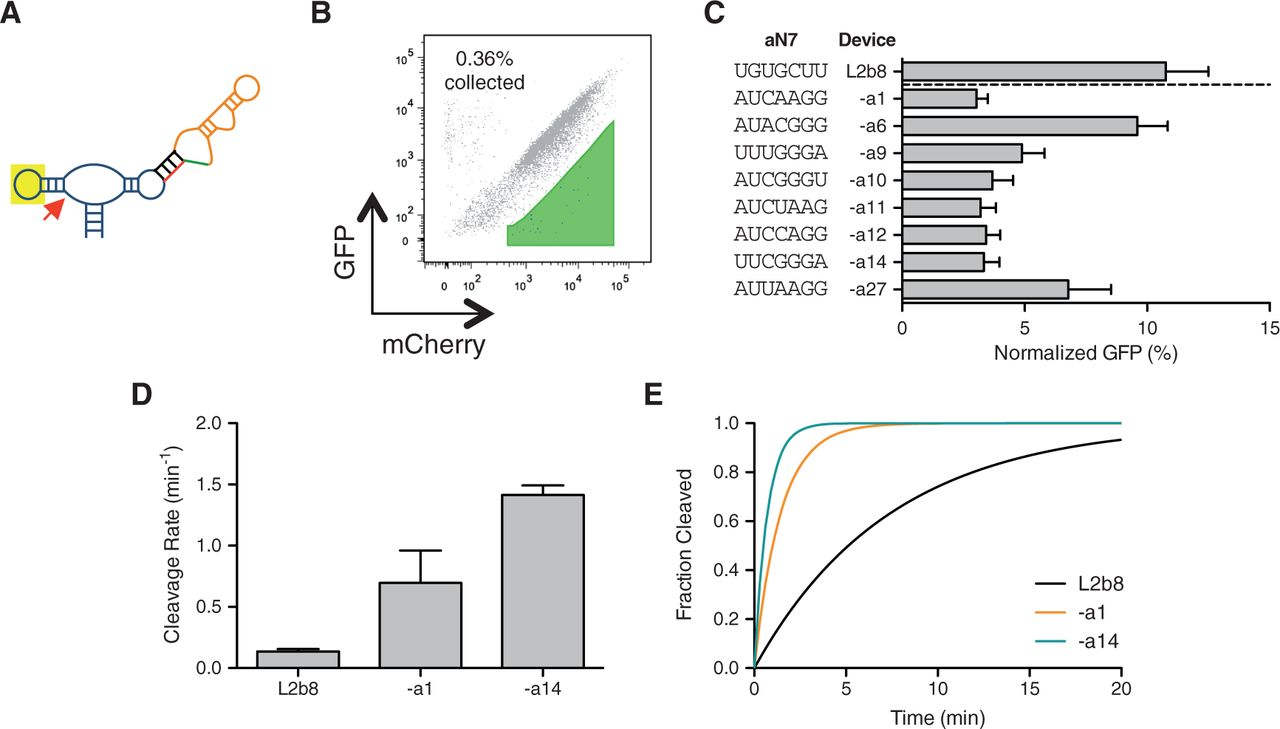 A
B
0.36%
collected
10^5
10^4
10^3
10^2
0
GFP
0 10^2 10^3 10^4 10^5
mCherry
C
aN7 Device
UGUGCUU L2b8
AUCAAGG -a1
AUACGGG -a6
UUUGGGA -a9
AUCGGGU -a10
AUCUAAG -a11
AUCCAGG -a12
UUCGGGA -a14
AUUAAGG -a27
0 5 10 15
Normalized GFP (%)
D
Cleavage Rate (min^-1)
2.0
1.5
1.0
0.5
0.0
L2b8 -a1 -a14
E
Fraction Cleaved
1.0
0.8
0.6
0.4
0.2
0.0
L2b8
-a1
-a14
0 5 10 15 20
Time (min)